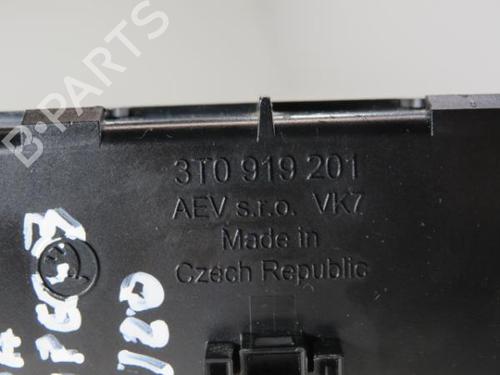 B-PARTS
3T0 919 201
AEV s.r.o. VK7
Made in
Czech Republic